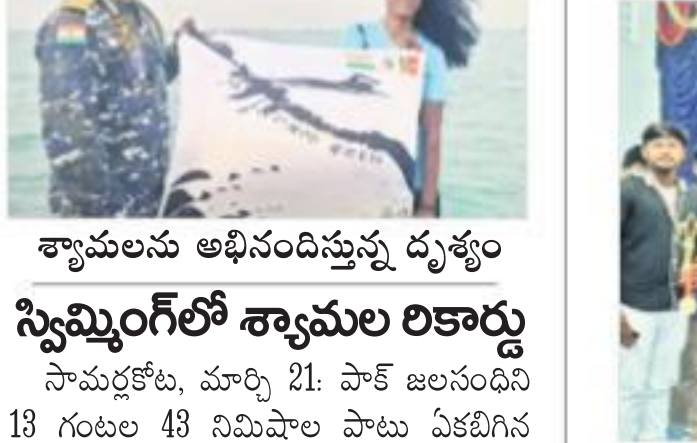 శ్యామలను అభినందిస్తున్న దృశ్యం
స్విమ్మింగ్‌లో శ్యామల రికార్డు
సామర్లకోట, మార్చి 21: పాక్ జలసంధిని
13 గంటల 43 నిమిషాల పాటు ఏకబిగిన